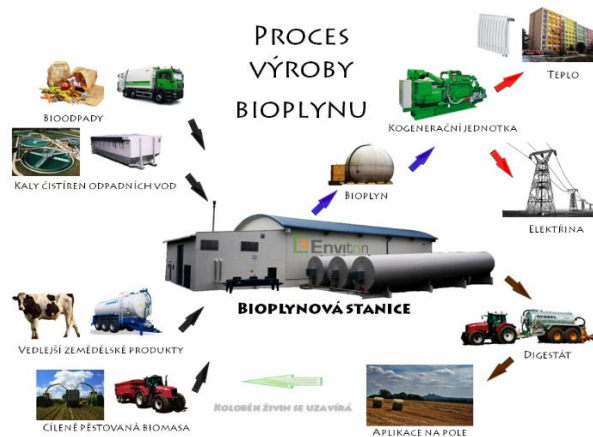 Proces
výroby
bioplynu
Teplo
Bioodpady
Kogenerační jednotka
Kaly čistíren odpadních vod
Bioplyn
Elektřina
Enviton
Bioplynová stanice
Vedlejší zemědělské produkty
Digestát
Koloběh živin se uzavírá
Cíleně pěstovaná biomasa
Aplikace na pole